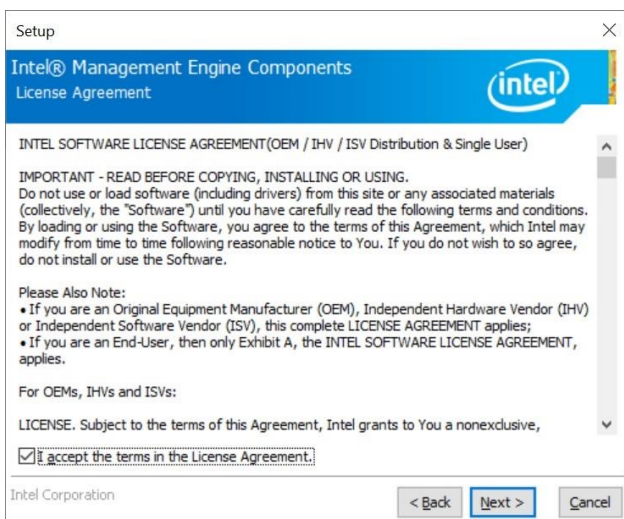 Setup
Intel® Management Engine Components
License Agreement
intel
INTEL SOFTWARE LICENSE AGREEMENT(OEM / IHV / ISV Distribution & Single User)
IMPORTANT - READ BEFORE COPYING, INSTALLING OR USING.
Do not use or load software (including drivers) from this site or any associated materials
(collectively, the "Software") until you have carefully read the following terms and conditions.
By loading or using the Software, you agree to the terms of this Agreement, which Intel may
modify from time to time following reasonable notice to You. If you do not wish to so agree,
do not install or use the Software.
Please Also Note:
• If you are an Original Equipment Manufacturer (OEM), Independent Hardware Vendor (IHV)
or Independent Software Vendor (ISV), this complete LICENSE AGREEMENT applies;
• If you are an End-User, then only Exhibit A, the INTEL SOFTWARE LICENSE AGREEMENT,
applies.
For OEMs, IHVs and ISVs:
LICENSE. Subject to the terms of this Agreement, Intel grants to You a nonexclusive,
I accept the terms in the License Agreement.
Intel Corporation
< Back Next > Cancel